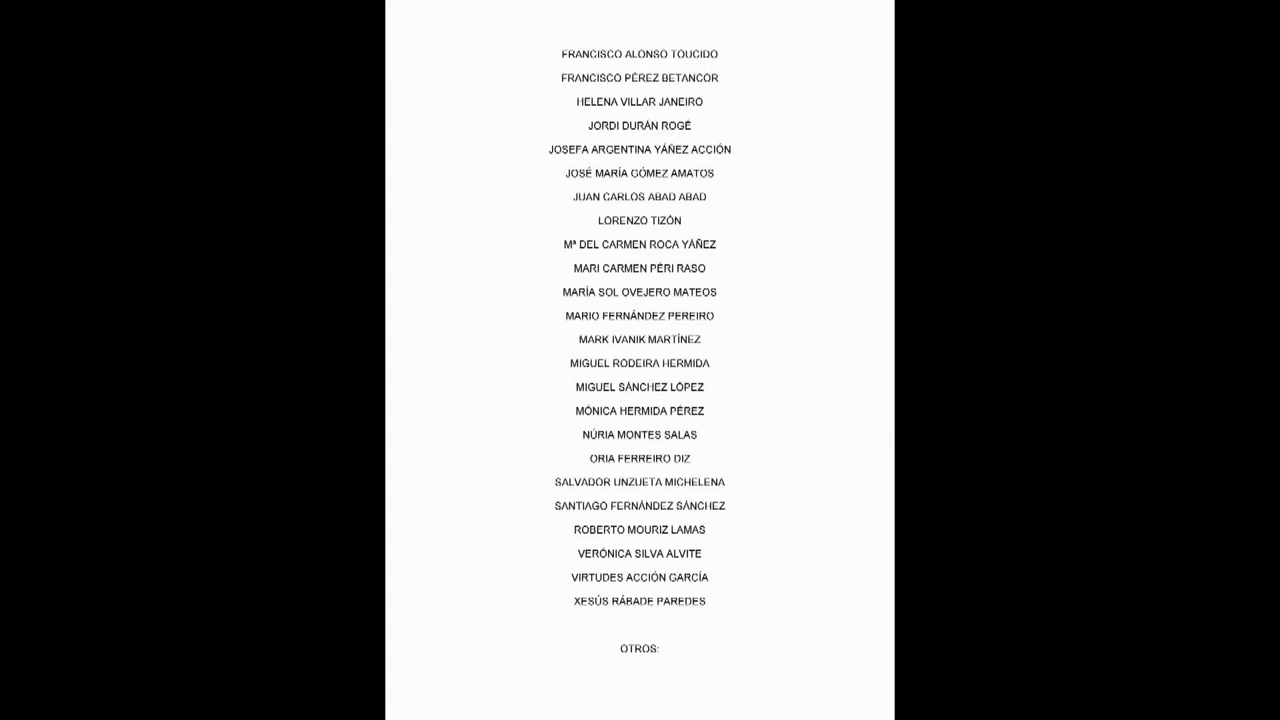 FRANCISCO ALONSO TOUCIDO
FRANCISCO PÉREZ BETANCOR
HELENA VILLAR JANEIRO
JORDI DURÁN ROGÉ
JOSEFA ARGENTINA YÁÑEZ ACCIÓN
JOSÉ MARÍA GÓMEZ AMATOS
JUAN CARLOS ABAD ABAD
LORENZO TIZÓN
Mª DEL CARMEN ROCA YÁÑEZ
MARI CARMEN PÉRI RASO
MARÍA SOL OVEJERO MATEOS
MARIO FERNÁNDEZ PEREIRO
MARK IVANIK MARTÍNEZ
MIGUEL RODEIRA HERMIDA
MIGUEL SÁNCHEZ LÓPEZ
MÓNICA HERMIDA PÉREZ
NÚRIA MONTES SALAS
ORIA FERREIRO DIZ
SALVADOR UNZUETA MICHELENA
SANTIAGO FERNÁNDEZ SÁNCHEZ
ROBERTO MOURIZ LAMAS
VERÓNICA SILVA ALVITE
VIRTUDES ACCIÓN GARCÍA
XESÚS RÁBADE PAREDES
OTROS: